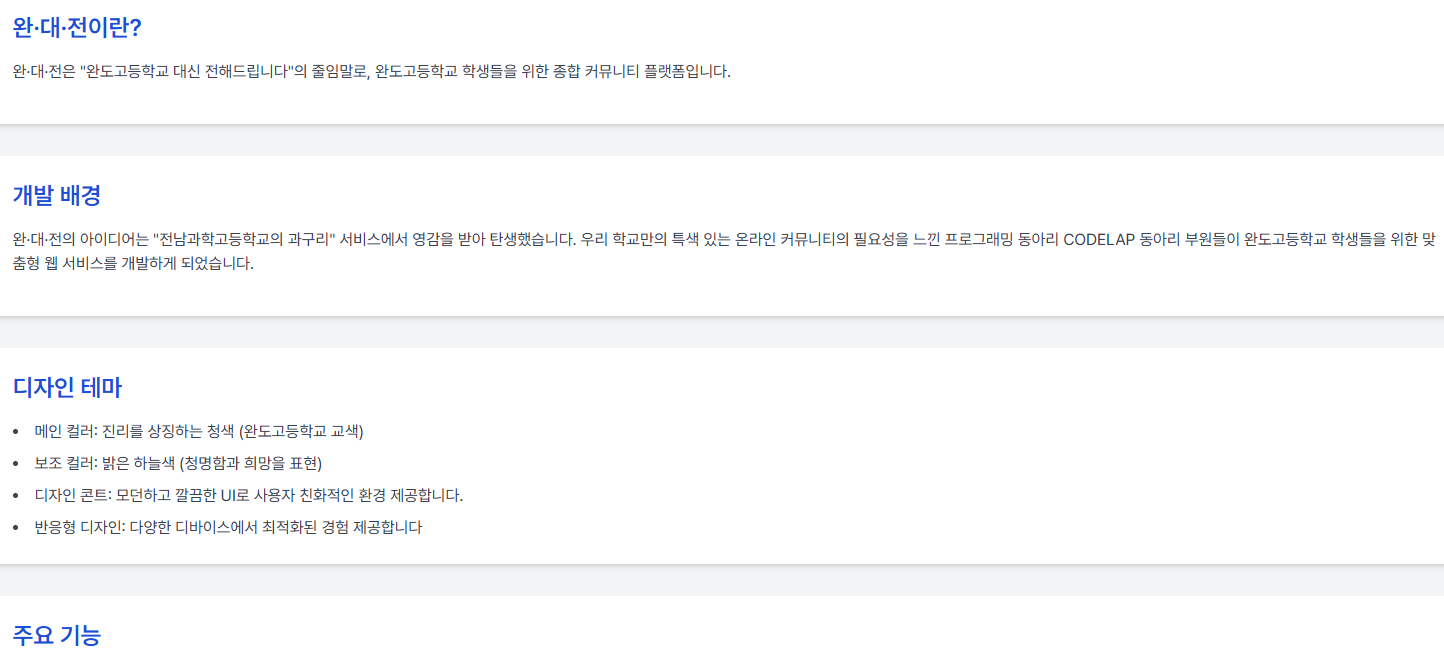 완·대·전이란?
완·대·전은 "완도고등학교 대신 전해드립니다"의 줄임말로, 완도고등학교 학생들을 위한 종합 커뮤니티 플랫폼입니다.
개발 배경
완·대·전의 아이디어는 "전남과학고등학교의 과구리" 서비스에서 영감을 받아 탄생했습니다. 우리 학교만의 특색 있는 온라인 커뮤니티의 필요성을 느낀 프로그래밍 동아리 CODELAP 동아리 부원들이 완도고등학교 학생들을 위한 맞
춤형 웹 서비스를 개발하게 되었습니다.
디자인 테마
• 메인 컬러: 진리를 상징하는 청색 (완도고등학교 교색)
• 보조 컬러: 밝은 하늘색 (청명함과 희망을 표현)
• 디자인 콘트: 모던하고 깔끔한 UI로 사용자 친화적인 환경 제공합니다.
• 반응형 디자인: 다양한 디바이스에서 최적화된 경험 제공합니다
주요 기능